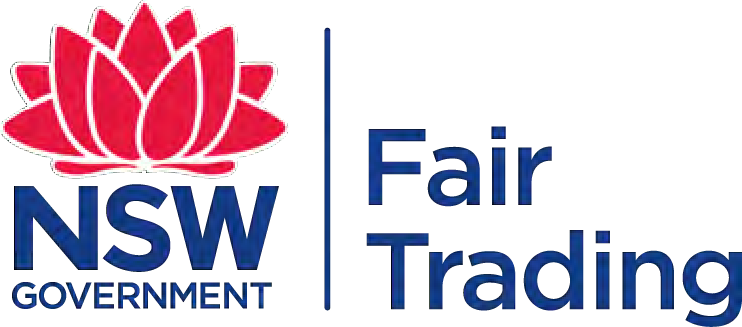 NSW
GOVERNMENT
Fair
Trading